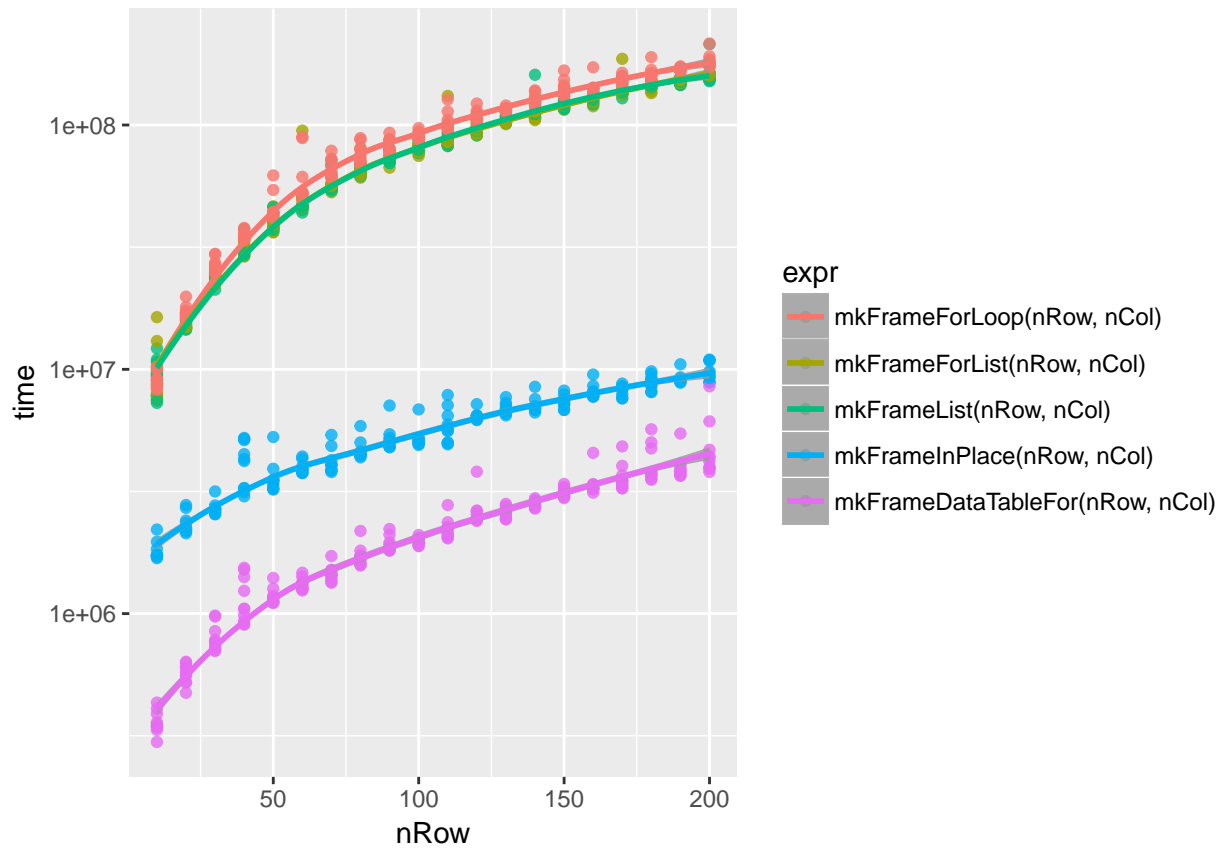 1e+08
1e+07
1e+06
time
50
100
150
200
nRow
expr
mkFrameForLoop(nRow, nCol)
mkFrameForList(nRow, nCol)
mkFrameList(nRow, nCol)
mkFrameInPlace(nRow, nCol)
mkFrameDataTableFor(nRow, nCol)